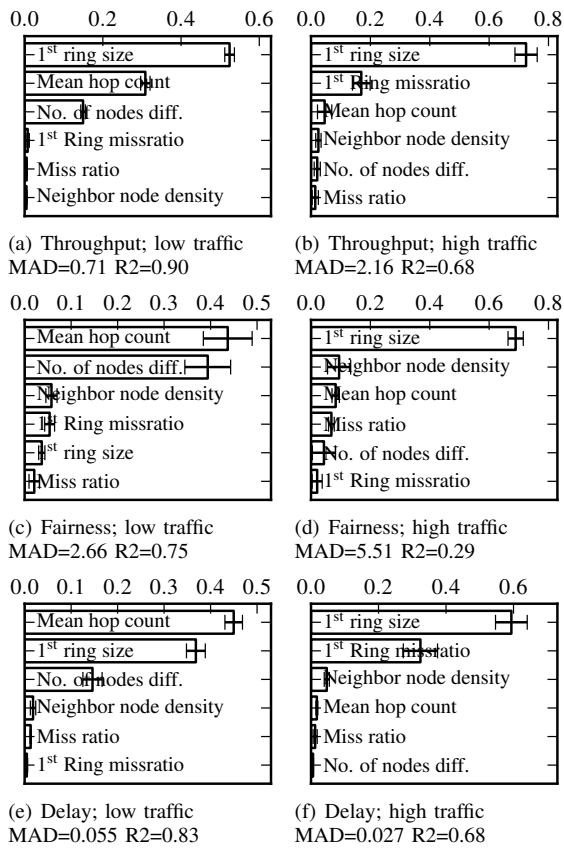 0.0 0.2 0.4 0.6
1st ring size
Mean hop count
No. of nodes diff.
1st Ring missratio
Miss ratio
Neighbor node density
(a) Throughput; low traffic
MAD=0.71 R2=0.90
0.0 0.2 0.4 0.6 0.8
1st ring size
1st Ring missratio
Mean hop count
Neighbor node density
No. of nodes diff.
Miss ratio
(b) Throughput; high traffic
MAD=2.16 R2=0.68
0.0 0.1 0.2 0.3 0.4 0.5
Mean hop count
No. of nodes diff.
Neighbor node density
1st Ring missratio
1st ring size
Miss ratio
(c) Fairness; low traffic
MAD=2.66 R2=0.75
0.0 0.2 0.4 0.6 0.8
1st ring size
Neighbor node density
Mean hop count
Miss ratio
No. of nodes diff.
1st Ring missratio
(d) Fairness; high traffic
MAD=5.51 R2=0.29
0.0 0.1 0.2 0.3 0.4 0.5
Mean hop count
1st ring size
No. of nodes diff.
Neighbor node density
Miss ratio
1st Ring missratio
(e) Delay; low traffic
MAD=0.055 R2=0.83
0.0 0.2 0.4 0.6
1st ring size
1st Ring missratio
Neighbor node density
Mean hop count
Miss ratio
No. of nodes diff.
(f) Delay; high traffic
MAD=0.027 R2=0.68